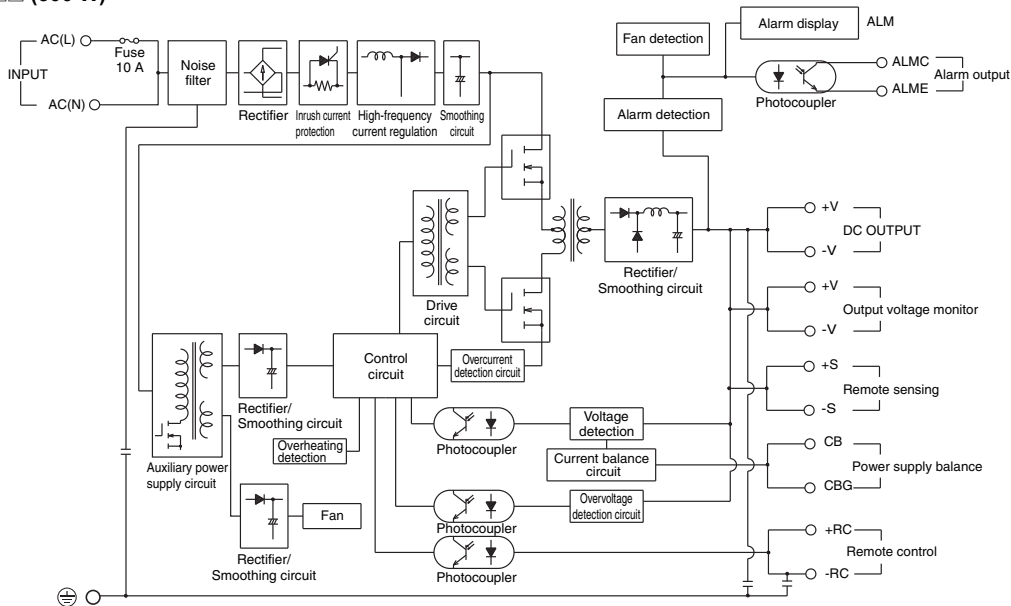 (600 W)
AC(L)
Fuse
10 A
INPUT
AC(N)
Noise
filter
Rectifier
Inrush current
protection
High-frequency
current regulation
Smoothing
circuit
Fan detection
Alarm display
ALM
ALMC
Alarm output
ALME
Photocoupler
Alarm detection
Drive
circuit
Rectifier/
Smoothing circuit
+V
DC OUTPUT
-V
+V
Output voltage monitor
-V
+S
Remote sensing
-S
CB
Power supply balance
CBG
+RC
Remote control
-RC
Control
circuit
Overcurrent
detection circuit
Rectifier/
Smoothing circuit
Overheating
detection
Auxiliary power
supply circuit
Photocoupler
Voltage
detection
Current balance
circuit
Overvoltage
detection circuit
Photocoupler
Photocoupler
Fan
Rectifier/
Smoothing circuit